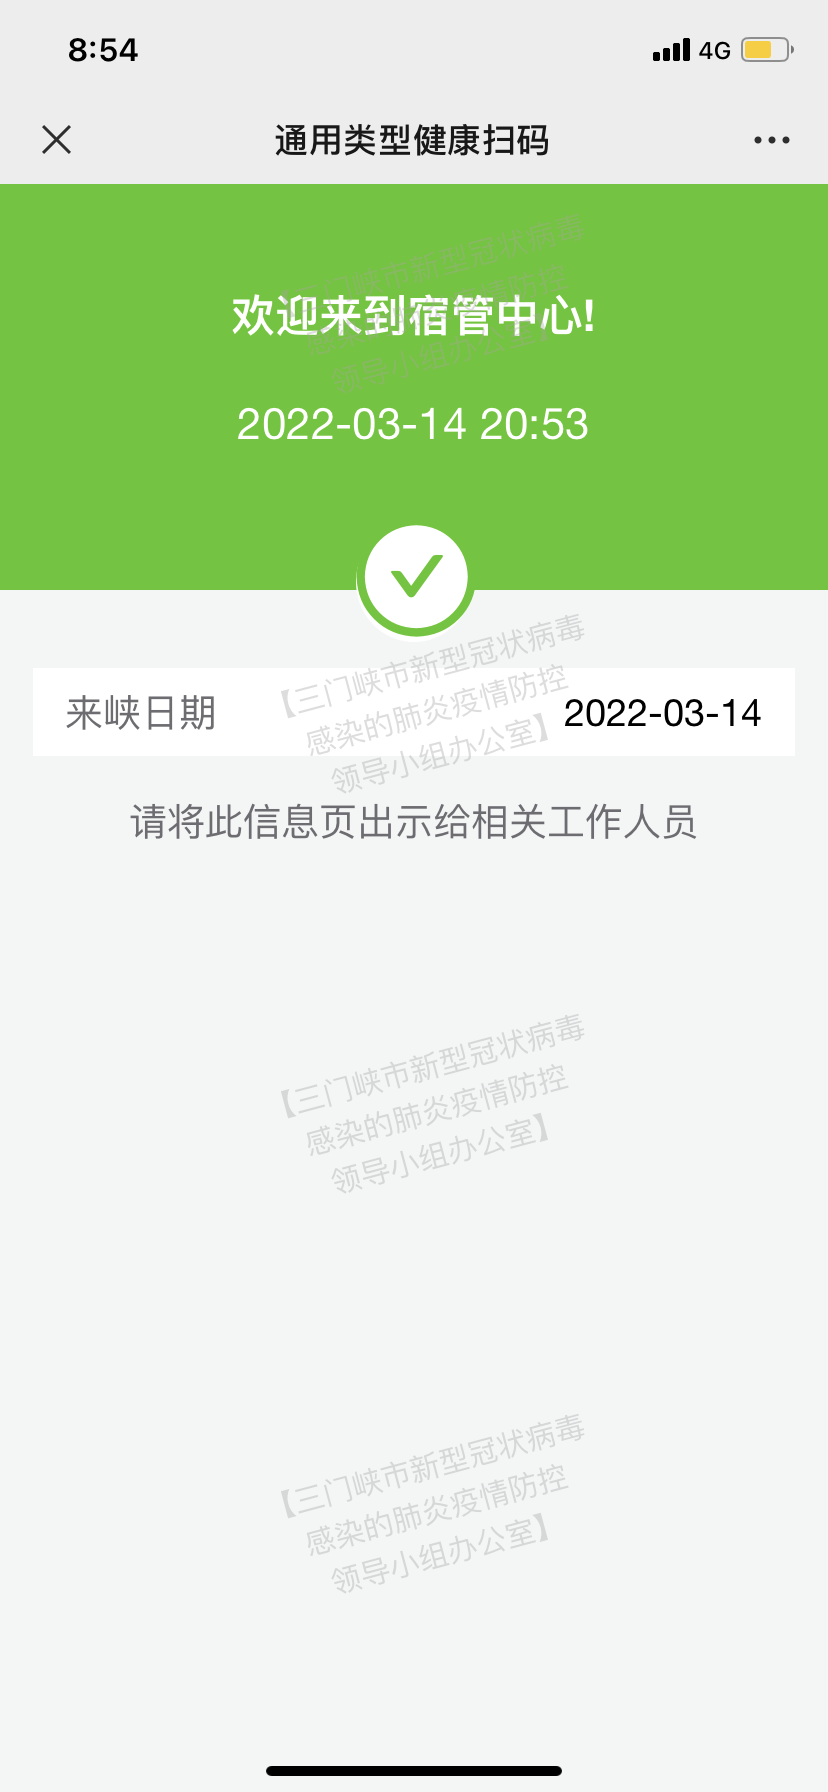 8:54
4G
通用类型健康扫码
【三门峡市新型冠状病毒
感染的肺炎疫情防控
领导小组办公室】
欢迎来到宿管中心!
2022-03-14 20:53
【三门峡市新型冠状病毒
感染的肺炎疫情防控
领导小组办公室】
来峡日期
2022-03-14
请将此信息页出示给相关工作人员
【三门峡市新型冠状病毒
感染的肺炎疫情防控
领导小组办公室】
【三门峡市新型冠状病毒
感染的肺炎疫情防控
领导小组办公室】